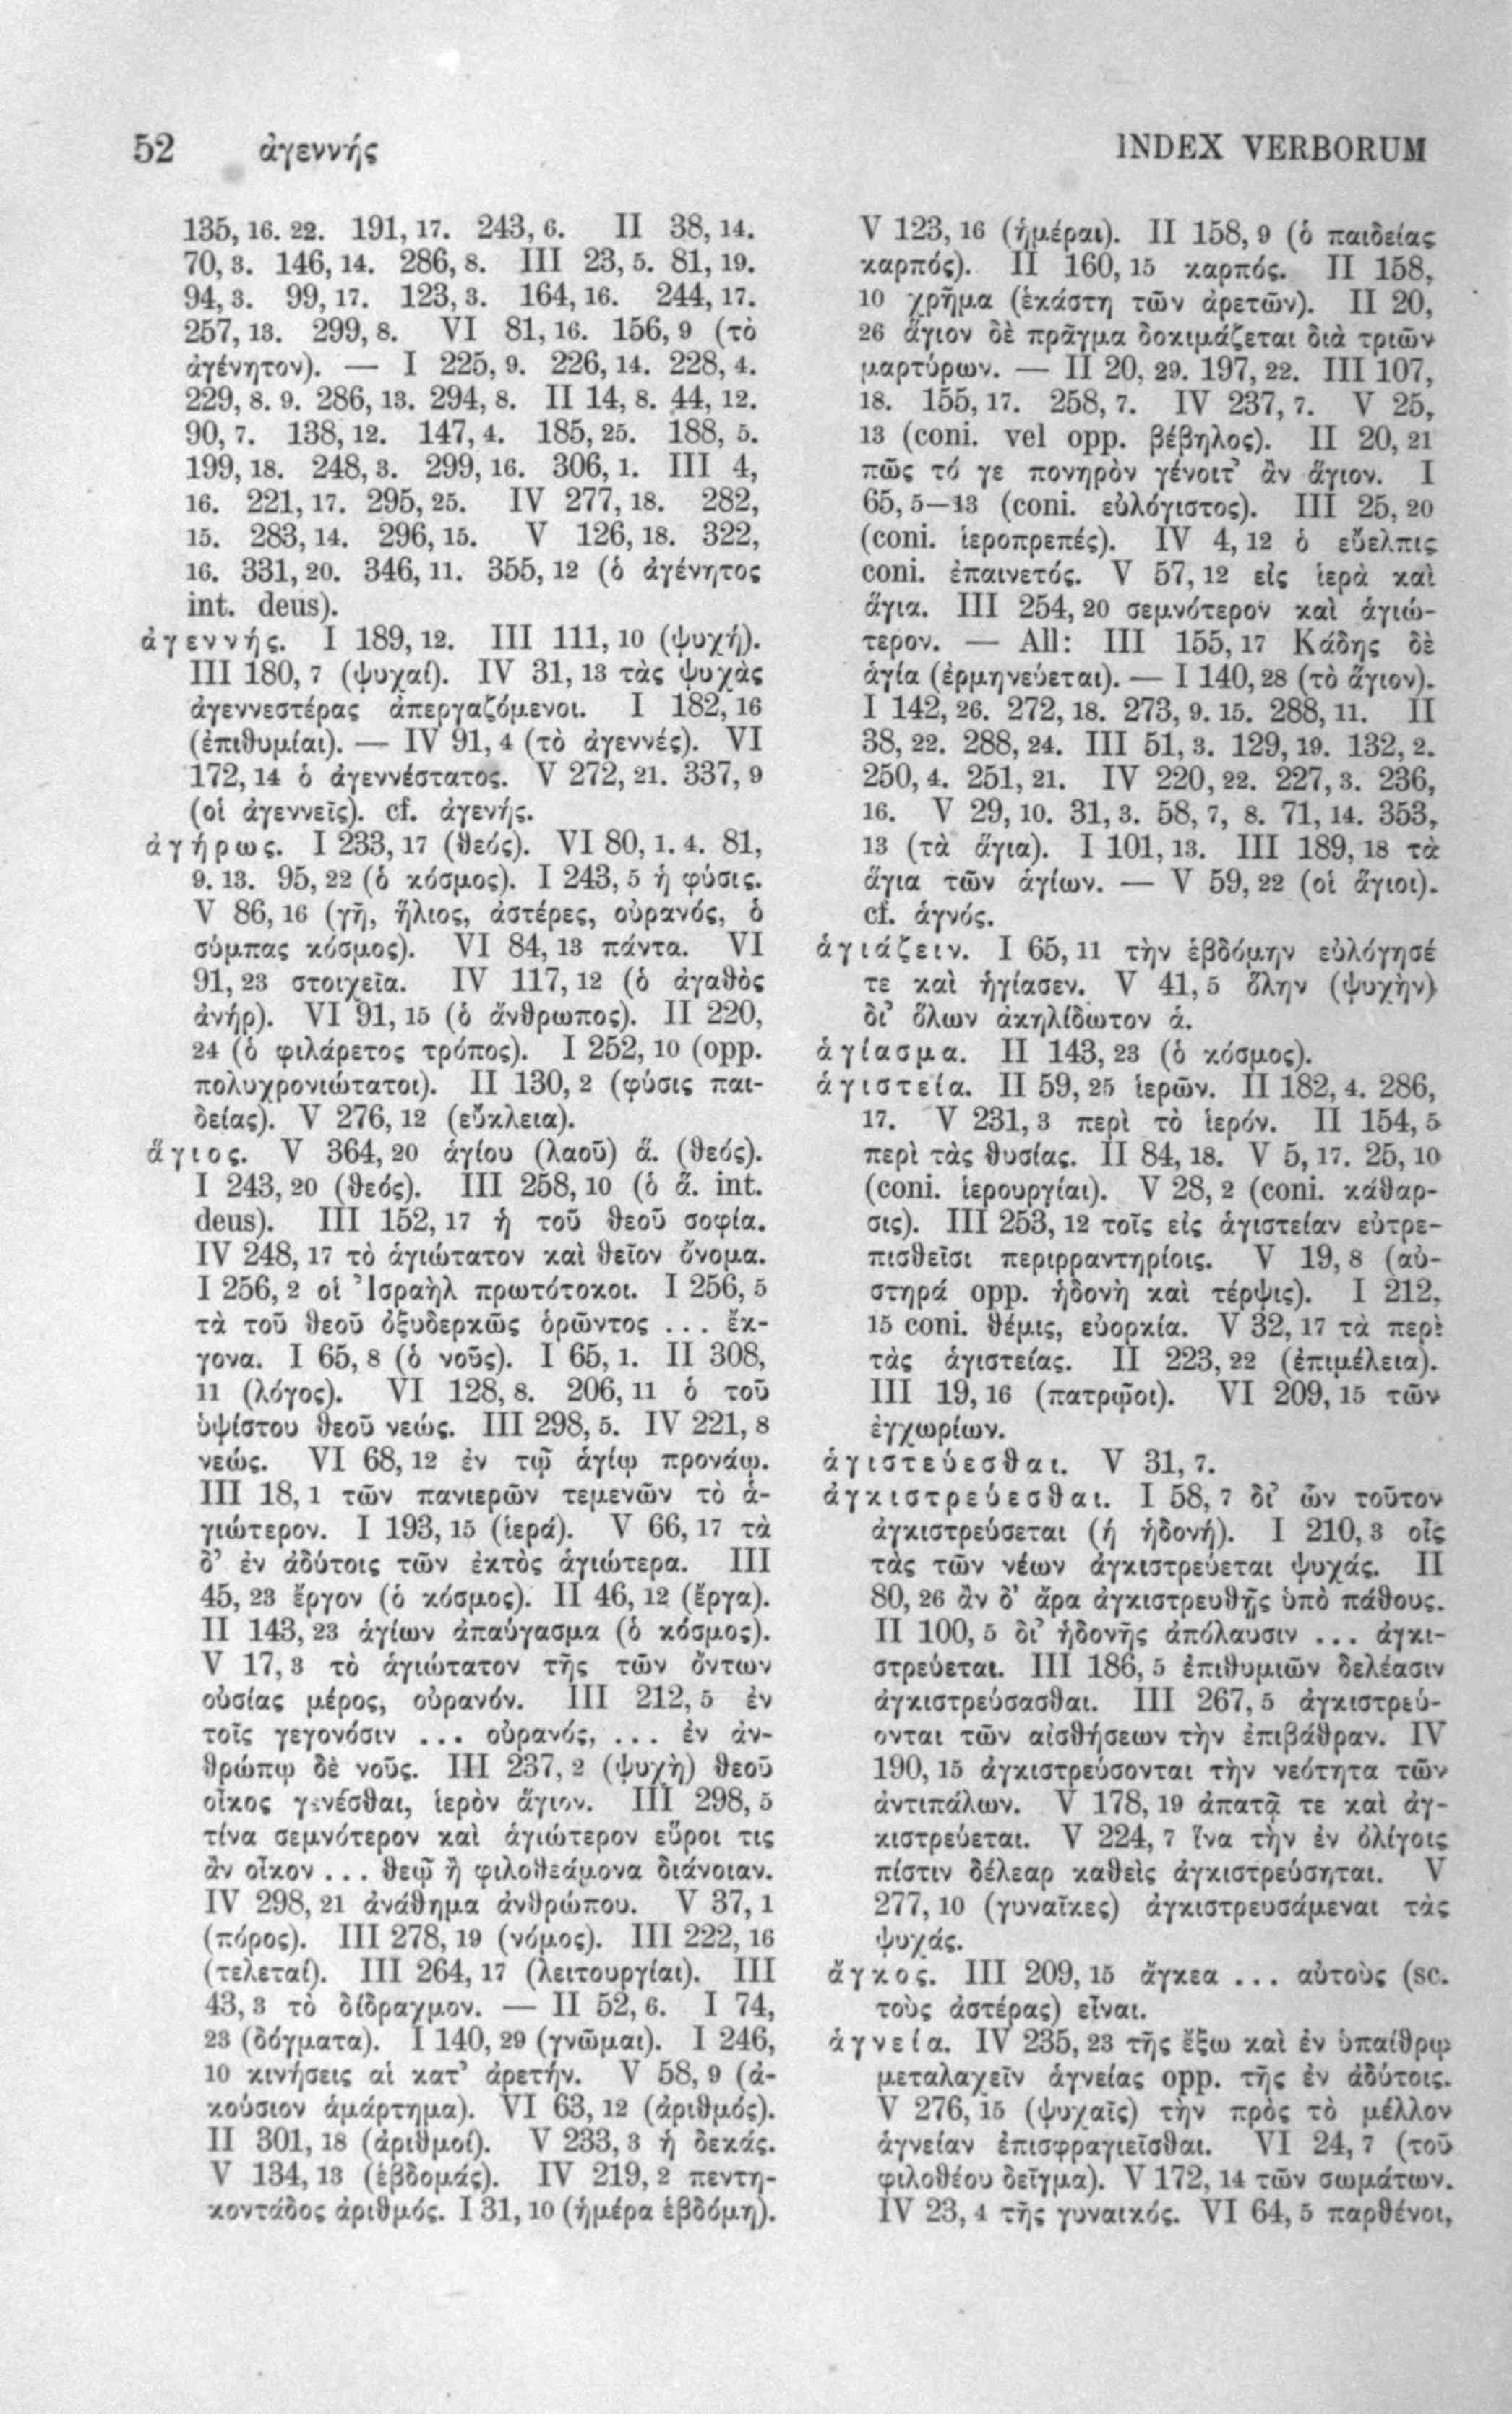 52 ἀγεννής
INDEX VERBORUM
135, 16. 22. 191, 17. 243, 6. II 38, 14.
70, 3. 146, 14. 286, 8. III 23, 5. 81, 19.
94, 3. 99, 17. 123, 3. 164, 16. 244, 17.
257, 13. 299, 8. VI 81, 16. 156, 9 (τὸ
ἀγένητον). — I 225, 9. 226, 14. 228, 4.
229, 8. 9. 286, 13. 294, 8. II 14, 8. 44, 12.
90, 7. 138, 12. 147, 4. 185, 25. 188, 5.
199, 18. 248, 3. 299, 16. 306, 1. III 4,
16. 221, 17. 295, 25. IV 277, 18. 282,
15. 283, 14. 296, 15. V 126, 18. 322,
16. 331, 20. 346, 11. 355, 12 (ὁ ἀγένητος
int. deus).
ἀγεννής. I 189, 12. III 111, 10 (ψυχή).
III 180, 7 (ψυχαί). IV 31, 13 τὰς ψυχὰς
ἀγεννεστέρας ἀπεργαζόμενοι. I 182, 16
(ἐπιθυμίαι). — IV 91, 4 (τὸ ἀγεννές). VI
172, 14 ὁ ἀγεννέστατος. V 272, 21. 337, 9
(οἱ ἀγεννεῖς). cf. ἀγενής.
ἀγήρως. I 233, 17 (θεός). VI 80, 1. 4. 81,
9. 13. 95, 22 (ὁ κόσμος). I 243, 5 ἡ φύσις.
V 86, 16 (γῆ, ἥλιος, ἀστέρες, οὐρανός, ὁ
σύμπας κόσμος). VI 84, 13 πάντα. VI
91, 23 στοιχεῖα. IV 117, 12 (ὁ ἀγαθὸς
ἀνήρ). VI 91, 15 (ὁ ἄνθρωπος). II 220,
24 (ὁ φιλάρετος τρόπος). I 252, 10 (opp.
πολυχρονιώτατοι). II 130, 2 (φύσις παι-
δείας). V 276, 12 (εὔκλεια).
ἅγιος. V 364, 20 ἁγίου (λαοῦ) ἅ. (θεός).
I 243, 20 (θεός). III 258, 10 (ὁ ἅ. int.
deus). III 152, 17 ἡ τοῦ θεοῦ σοφία.
IV 248, 17 τὸ ἁγιώτατον καὶ θεῖον ὄνομα.
I 256, 2 οἱ Ἰσραὴλ πρωτότοκοι. I 256, 5
τὰ τοῦ θεοῦ ὀξυδερκῶς ὁρῶντος ... ἔκ-
γονα. I 65, 8 (ὁ νοῦς). I 65, 1. II 308,
11 (λόγος). VI 128, 8. 206, 11 ὁ τοῦ
ὑψίστου θεοῦ νεώς. III 298, 5. IV 221, 8
νεώς. VI 68, 12 ἐν τῷ ἁγίῳ προνάῳ.
III 18, 1 τῶν πανιερῶν τεμενῶν τὸ ἁ-
γιώτερον. I 193, 15 (ἱερά). V 66, 17 τὰ
δ’ ἐν ἀδύτοις τῶν ἐκτὸς ἁγιώτερα. III
45, 23 ἔργον (ὁ κόσμος). II 46, 12 (ἔργα).
II 143, 23 ἁγίων ἀπαύγασμα (ὁ κόσμος).
V 17, 3 τὸ ἁγιώτατον τῆς τῶν ὄντων
οὐσίας μέρος, οὐρανόν. III 212, 5 ἐν
τοῖς γεγονόσιν ... οὐρανός, ... ἐν ἀν-
θρώπῳ δὲ νοῦς. III 237, 2 (ψυχὴ) θεοῦ
οἶκος γενέσθαι, ἱερὸν ἅγιον. III 298, 5
τίνα σεμνότερον καὶ ἁγιώτερον εὕροι τις
ἂν οἶκον ... θεῷ ἢ φιλοθεάμονα διάνοιαν.
IV 298, 21 ἀνάθημα ἀνθρώπου. V 37, 1
(πόρος). III 278, 19 (νόμος). III 222, 16
(τελεταί). III 264, 17 (λειτουργίαι). III
43, 3 τὸ δίδραχμον. — II 52, 6. I 74,
23 (δόγματα). I 140, 29 (γνῶμαι). I 246,
10 κινήσεις αἱ κατ’ ἀρετήν. V 58, 9 (ἀ-
κούσιον ἁμάρτημα). VI 63, 12 (ἀριθμός).
II 301, 18 (ἀριθμοί). V 233, 3 ἡ δεκάς.
V 134, 13 (ἑβδομάς). IV 219, 2 πεντη-
κοντάδος ἀριθμός. I 31, 10 (ἡμέρα ἑβδόμη).
V 123, 16 (ἡμέραι). II 158, 9 (ὁ παιδείας
καρπός). II 160, 15 καρπός. II 158,
10 χρῆμα (ἑκάστη τῶν ἀρετῶν). II 20,
26 ἅγιον δὲ πρᾶγμα δοκιμάζεται διὰ τριῶν
μαρτύρων. — II 20, 29. 197, 22. III 107,
18. 155, 17. 258, 7. IV 237, 7. V 25,
13 (coni. vel opp. βέβηλος). II 20, 21
πῶς τό γε πονηρὸν γένοιτ’ ἂν ἅγιον. I
65, 5—13 (coni. εὐλόγιστος). III 25, 20
(coni. ἱεροπρεπές). IV 4, 12 ὁ εὔελπις
coni. ἐπαινετός. V 57, 12 εἰς ἱερὰ καὶ
ἅγια. III 254, 20 σεμνότερον καὶ ἁγιώ-
τερον. — All: III 155, 17 Κάδης δὲ
ἁγία (ἑρμηνεύεται). — I 140, 28 (τὸ ἅγιον).
I 142, 26. 272, 18. 273, 9. 15. 288, 11. II
38, 22. 288, 24. III 51, 3. 129, 19. 132, 2.
250, 4. 251, 21. IV 220, 22. 227, 3. 236,
16. V 29, 10. 31, 3. 58, 7, 8. 71, 14. 353,
13 (τὰ ἅγια). I 101, 13. III 189, 18 τὰ
ἅγια τῶν ἁγίων. — V 59, 22 (οἱ ἅγιοι).
cf. ἁγνός.
ἁγιάζειν. I 65, 11 τὴν ἑβδόμην εὐλόγησέ
τε καὶ ἡγίασεν. V 41, 5 ὅλην (ψυχὴν)
δι’ ὅλων ἀκηλίδωτον ἁ.
ἁγίασμα. II 143, 23 (ὁ κόσμος).
ἁγιστεία. II 59, 25 ἱερῶν. II 182, 4. 286,
17. V 231, 3 περὶ τὸ ἱερόν. II 154, 5
περὶ τὰς θυσίας. II 84, 18. V 5, 17. 25, 10
(coni. ἱερουργίαι). V 28, 2 (coni. κάθαρ-
σις). III 253, 12 τοῖς εἰς ἁγιστείαν εὐτρε-
πισθεῖσι περιρραντηρίοις. V 19, 8 (αὐ-
στηρά opp. ἡδονὴ καὶ τέρψις). I 212,
15 coni. θέμις, εὐορκία. V 32, 17 τὰ περὶ
τὰς ἁγιστείας. II 223, 22 (ἐπιμέλεια).
III 19, 16 (πατρῷοι). VI 209, 15 τῶν
ἐγχωρίων.
ἁγιστεύεσθαι. V 31, 7.
ἀγκιστρεύεσθαι. I 58, 7 δι’ ὧν τοῦτον
ἀγκιστρεύσεται (ἡ ἡδονή). I 210, 3 οἷς
τὰς τῶν νέων ἀγκιστρεύεται ψυχάς. II
80, 26 ἂν δ’ ἄρα ἀγκιστρευθῇς ὑπὸ πάθους.
II 100, 5 δι’ ἡδονῆς ἀπόλαυσιν ... ἀγκι-
στρεύεται. III 186, 5 ἐπιθυμιῶν δελέασιν
ἀγκιστρεύσασθαι. III 267, 5 ἀγκιστρεύ-
ονται τῶν αἰσθήσεων τὴν ἐπιβάθραν. IV
190, 15 ἀγκιστρεύσονται τὴν νεότητα τῶν
ἀντιπάλων. V 178, 19 ἀπατᾷ τε καὶ ἀγ-
κιστρεύεται. V 224, 7 ἵνα τὴν ἐν ὀλίγοις
πίστιν δέλεαρ καθεὶς ἀγκιστρεύσηται. V
277, 10 (γυναῖκες) ἀγκιστρευσάμεναι τὰς
ψυχάς.
ἄγκος. III 209, 15 ἄγκεα ... αὐτοὺς (sc.
τοὺς ἀστέρας) εἶναι.
ἁγνεία. IV 235, 23 τῆς ἔξω καὶ ἐν ὑπαίθρῳ
μεταλαχεῖν ἁγνείας opp. τῆς ἐν ἀδύτοις.
V 276, 15 (ψυχαῖς) τὴν πρὸς τὸ μέλλον
ἁγνείαν ἐπισφραγιεῖσθαι. VI 24, 7 (τοῦ
φιλοθέου δεῖγμα). V 172, 14 τῶν σωμάτων.
IV 23, 4 τῆς γυναικός. VI 64, 5 παρθένοι,